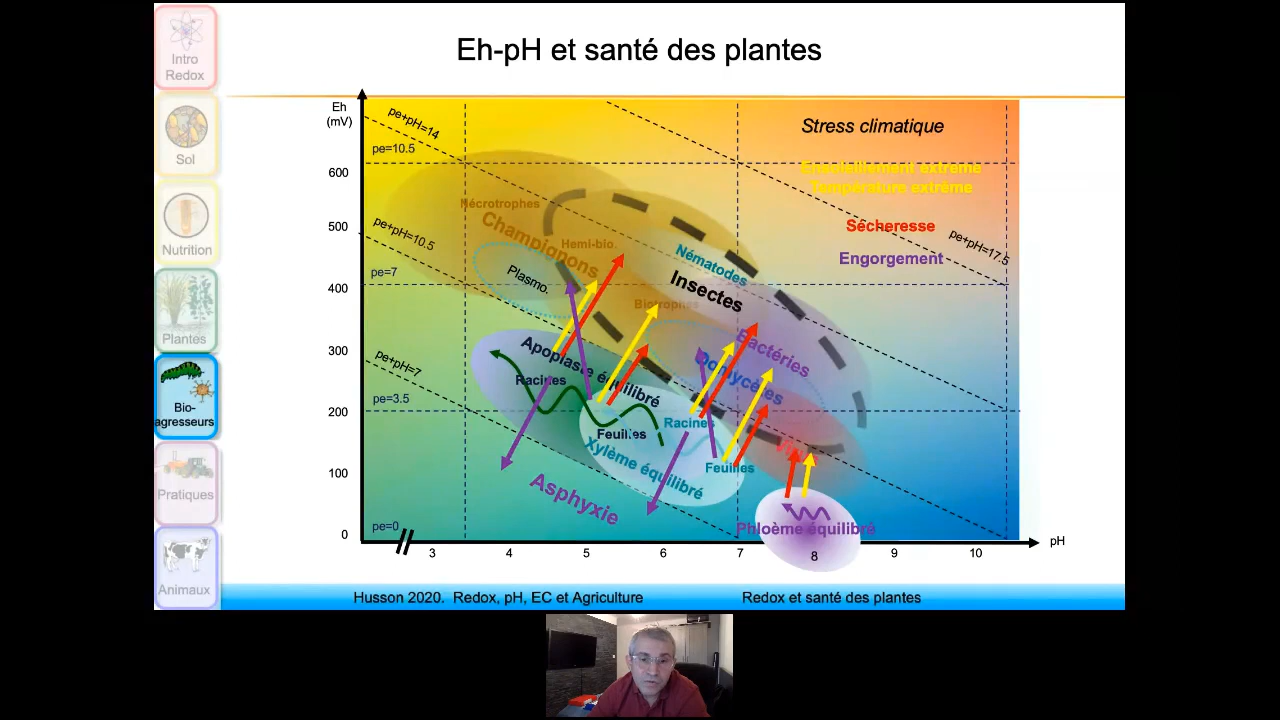 Eh-pH et santé des plantes
Intro
Redox
Sol
Nutrition
Plantes
Bio-
agresseurs
Pratiques
Animaux
Eh
(mV)
600
500
400
300
200
100
0
pe+pH=14
pe=10.5
pe+pH=10.5
pe=7
pe+pH=7
pe=3.5
pe=0
pe+pH=17.5
Stress climatique
Ensoleillement extrême
Température extrême
Sécheresse
Engorgement
Nécrotrophes
Champignons
Hemi-bio.
Plasmo.
Nématodes
Insectes
Biotrophes
Bactéries
Oomycètes
Apoplaste équilibré
Racines
Feuilles
Racines
Feuilles
Xylème équilibré
Asphyxie
Phloème équilibré
3
4
5
6
7
8
9
10
pH
Husson 2020. Redox, pH, EC et Agriculture
Redox et santé des plantes